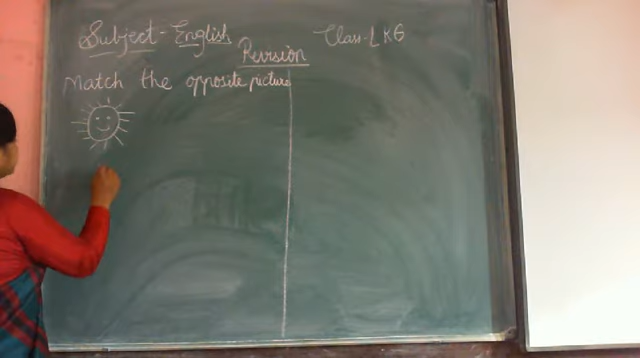 Subject- English Class- LKG
Revision
Match the opposite picture